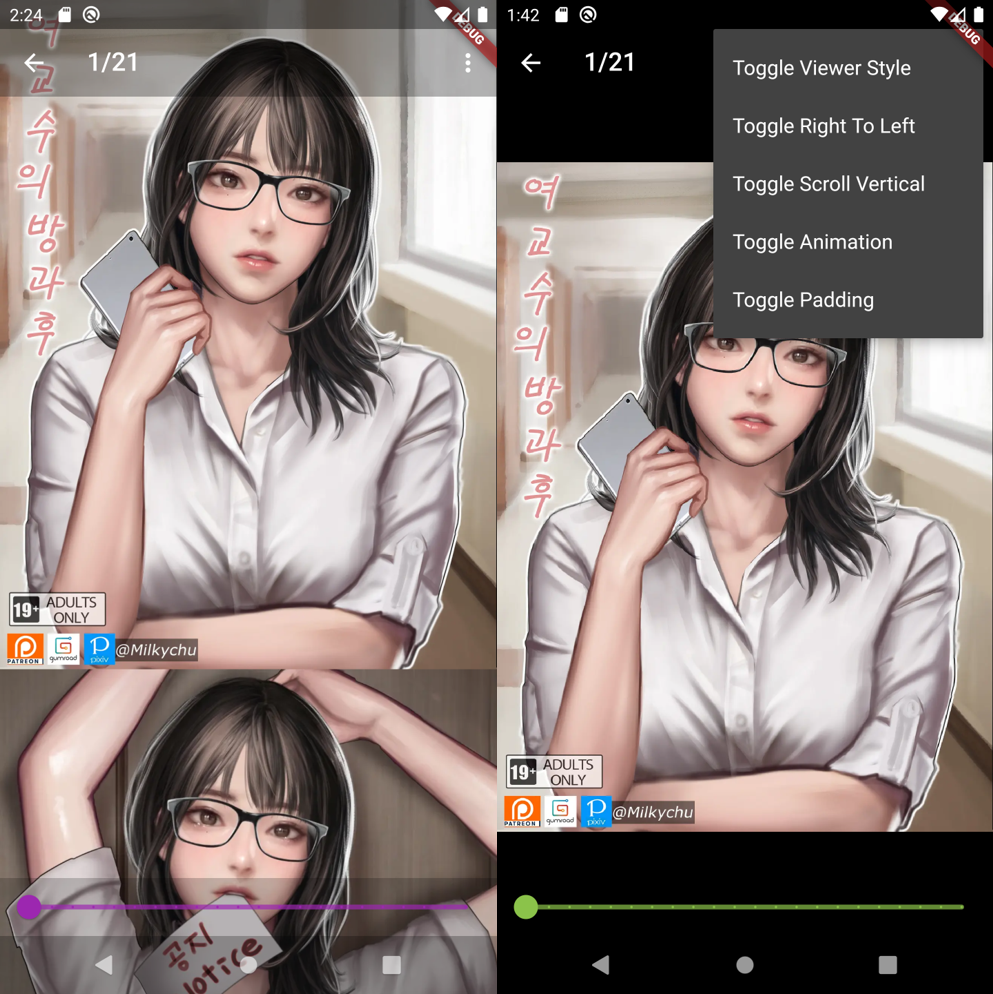 2:24
DEBUG
1/21
여교수의방과후
19+ ADULTS ONLY
PATREON
gumroad
pixiv
@Milkychu
공지
Notice
1:42
DEBUG
1/21
Toggle Viewer Style
Toggle Right To Left
Toggle Scroll Vertical
Toggle Animation
Toggle Padding
여교수의방과후
19+ ADULTS ONLY
PATREON
gumroad
pixiv
@Milkychu